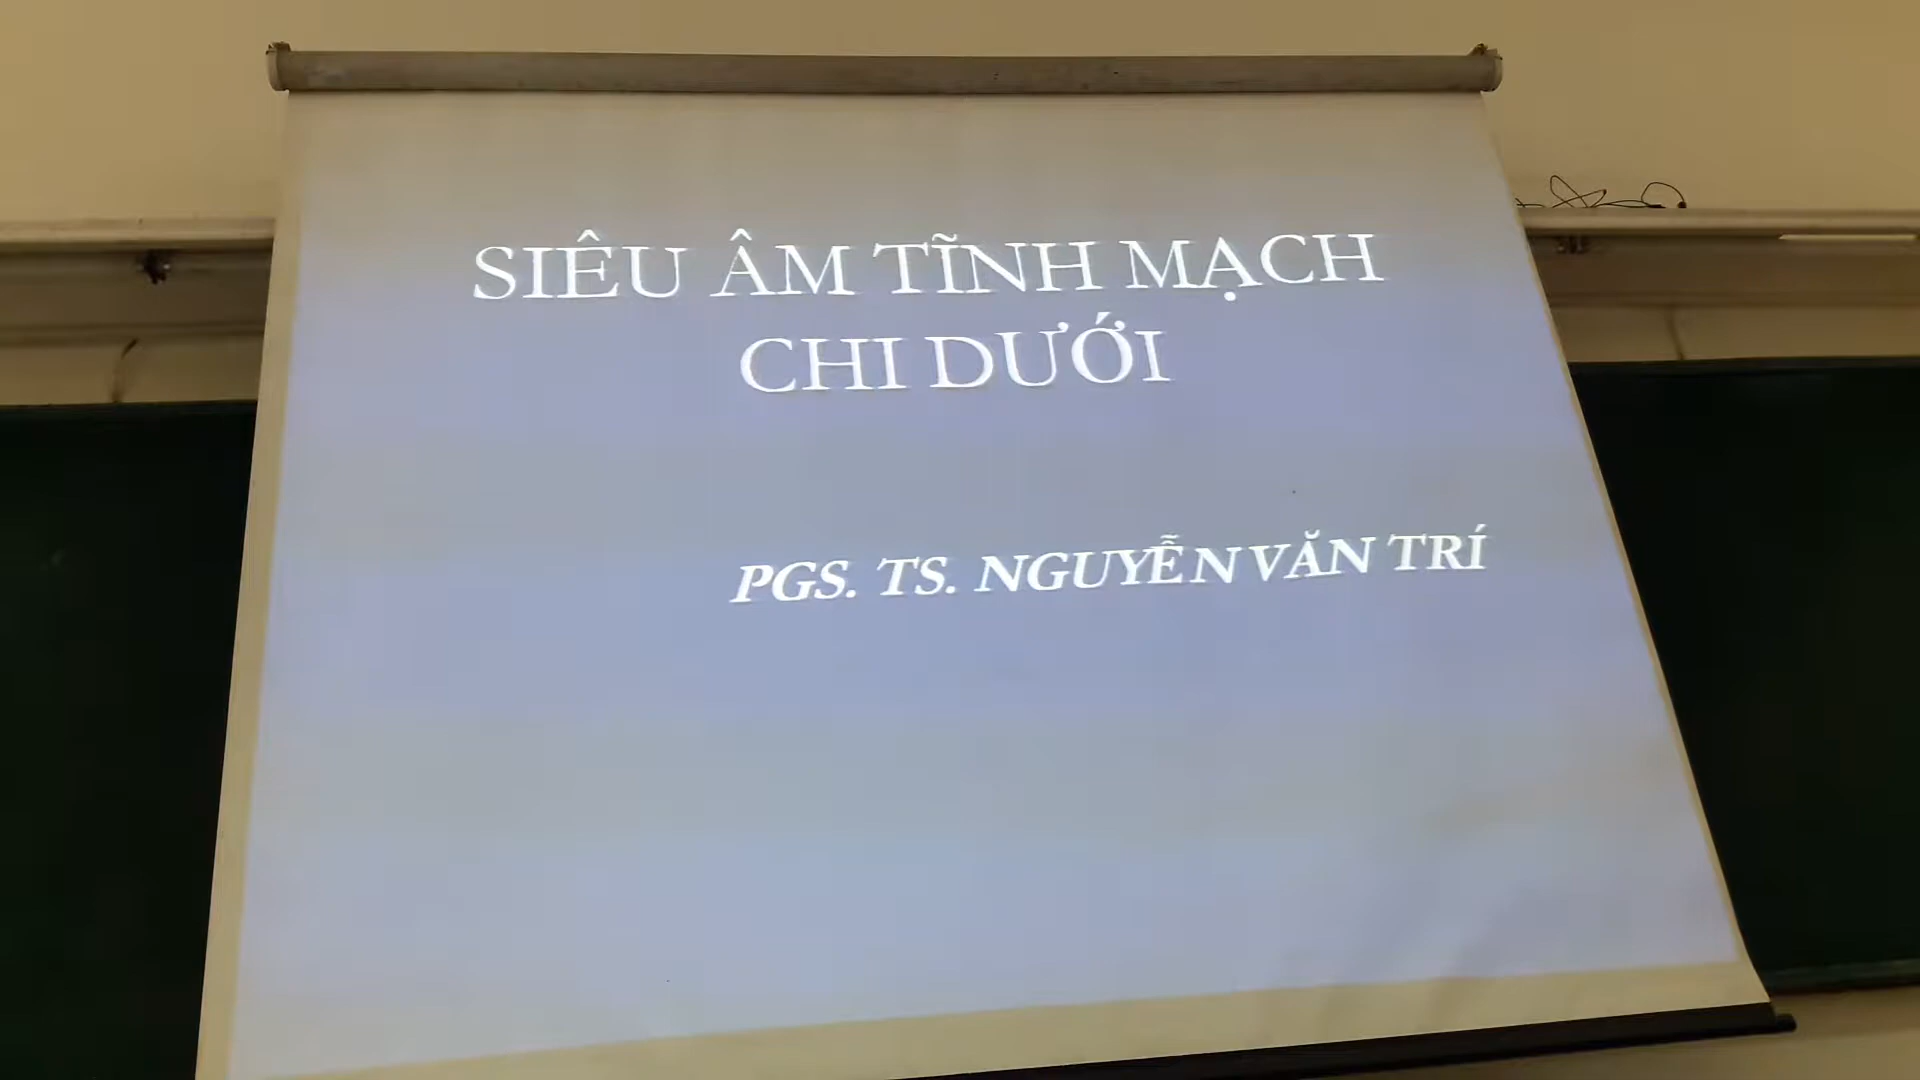 SIÊU ÂM TĨNH MẠCH
CHI DƯỚI
PGS. TS. NGUYỄN VĂN TRÍ